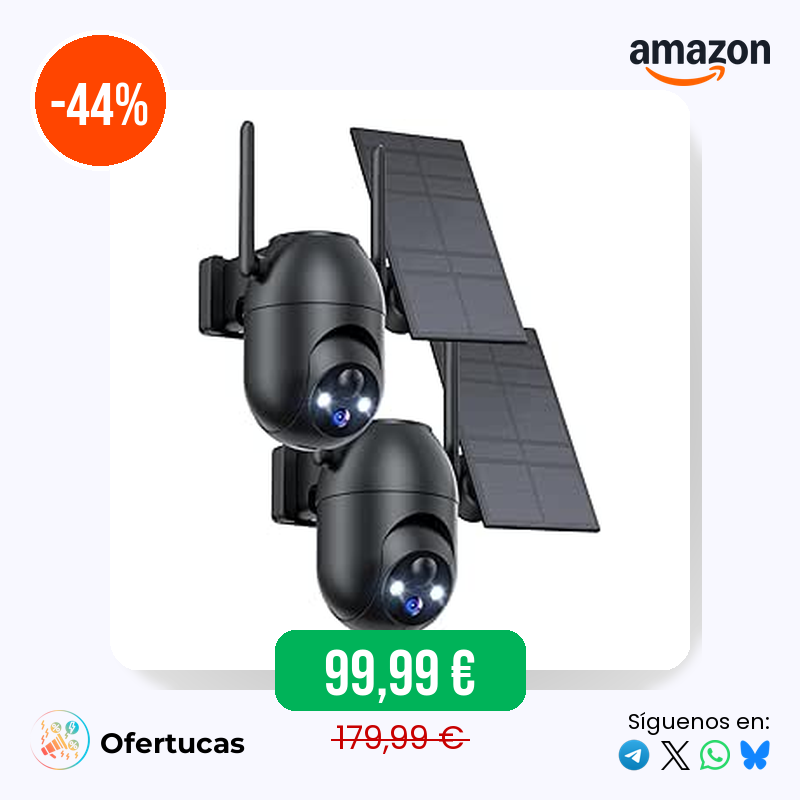 -44%
amazon
99,99 €
179,99 €
Ofertucas
Síguenos en: